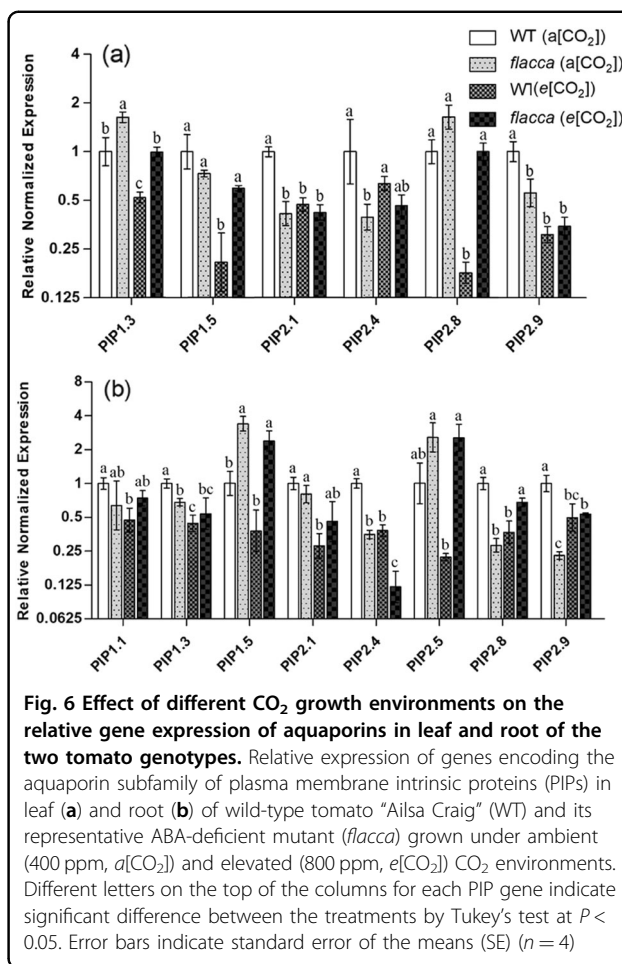 (a)
WT (a[CO₂])
flacca (a[CO₂])
WT(e[CO₂])
flacca (e[CO₂])
Relative Normalized Expression
4
2
1
0.5
0.25
0.125
b a c b
a a b a
a b b b
a b a ab
a a b a
a b b b
PIP1.3 PIP1.5 PIP2.1 PIP2.4 PIP2.8 PIP2.9
(b)
Relative Normalized Expression
8
4
2
1
0.5
0.25
0.125
0.0625
a ab b ab
a b c bc
b a b a
a a b ab
a b b c
ab a b a
a b b a
a c bc b
PIP1.1 PIP1.3 PIP1.5 PIP2.1 PIP2.4 PIP2.5 PIP2.8 PIP2.9
Fig. 6 Effect of different CO₂ growth environments on the
relative gene expression of aquaporins in leaf and root of the
two tomato genotypes. Relative expression of genes encoding the
aquaporin subfamily of plasma membrane intrinsic proteins (PIPs) in
leaf (a) and root (b) of wild-type tomato “Ailsa Craig” (WT) and its
representative ABA-deficient mutant (flacca) grown under ambient
(400 ppm, a[CO₂]) and elevated (800 ppm, e[CO₂]) CO₂ environments.
Different letters on the top of the columns for each PIP gene indicate
significant difference between the treatments by Tukey’s test at P <
0.05. Error bars indicate standard error of the means (SE) (n = 4)